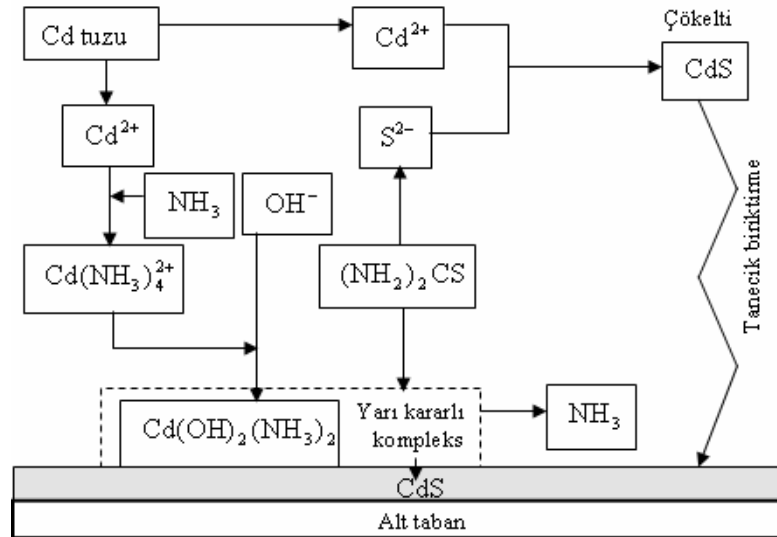 Çökelti
Cd tuzu
Cd²⁺
CdS
Cd²⁺
S²⁻
NH₃
OH⁻
Cd(NH₃)₄²⁺
(NH₂)₂CS
Tanecik biriktirme
Cd(OH)₂(NH₃)₂
Yarı kararlı
kompleks
NH₃
CdS
Alt taban